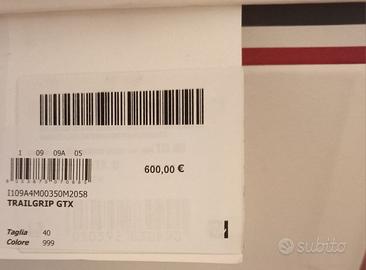 1 09 09A 05
600,00 €
I109A4M00350M2058
TRAILGRIP GTX
Taglia 40
Colore 999
subito